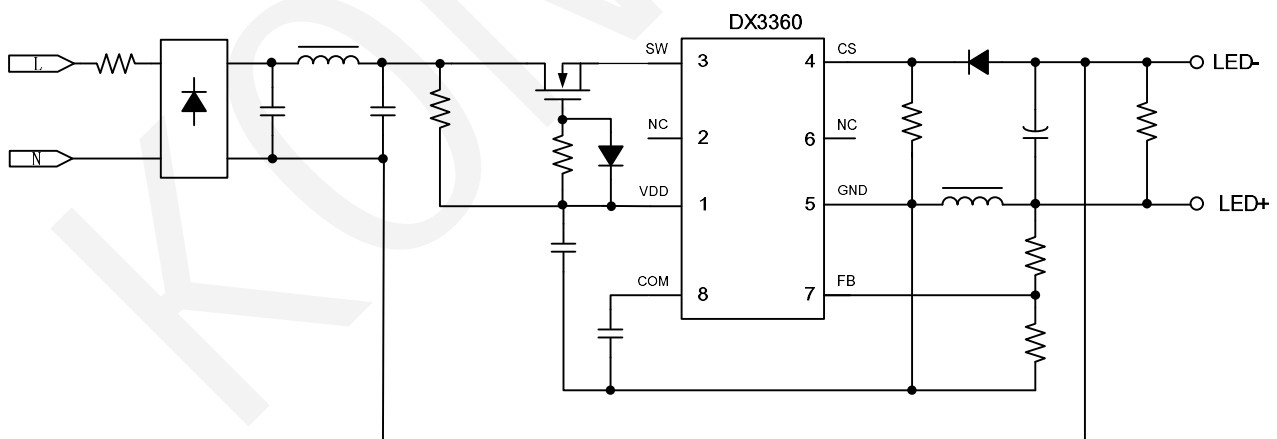 DX3360
L
SW 3
4 CS
LED-
NC 2
6 NC
N
VDD 1
5 GND
LED+
COM 8
7 FB
KON